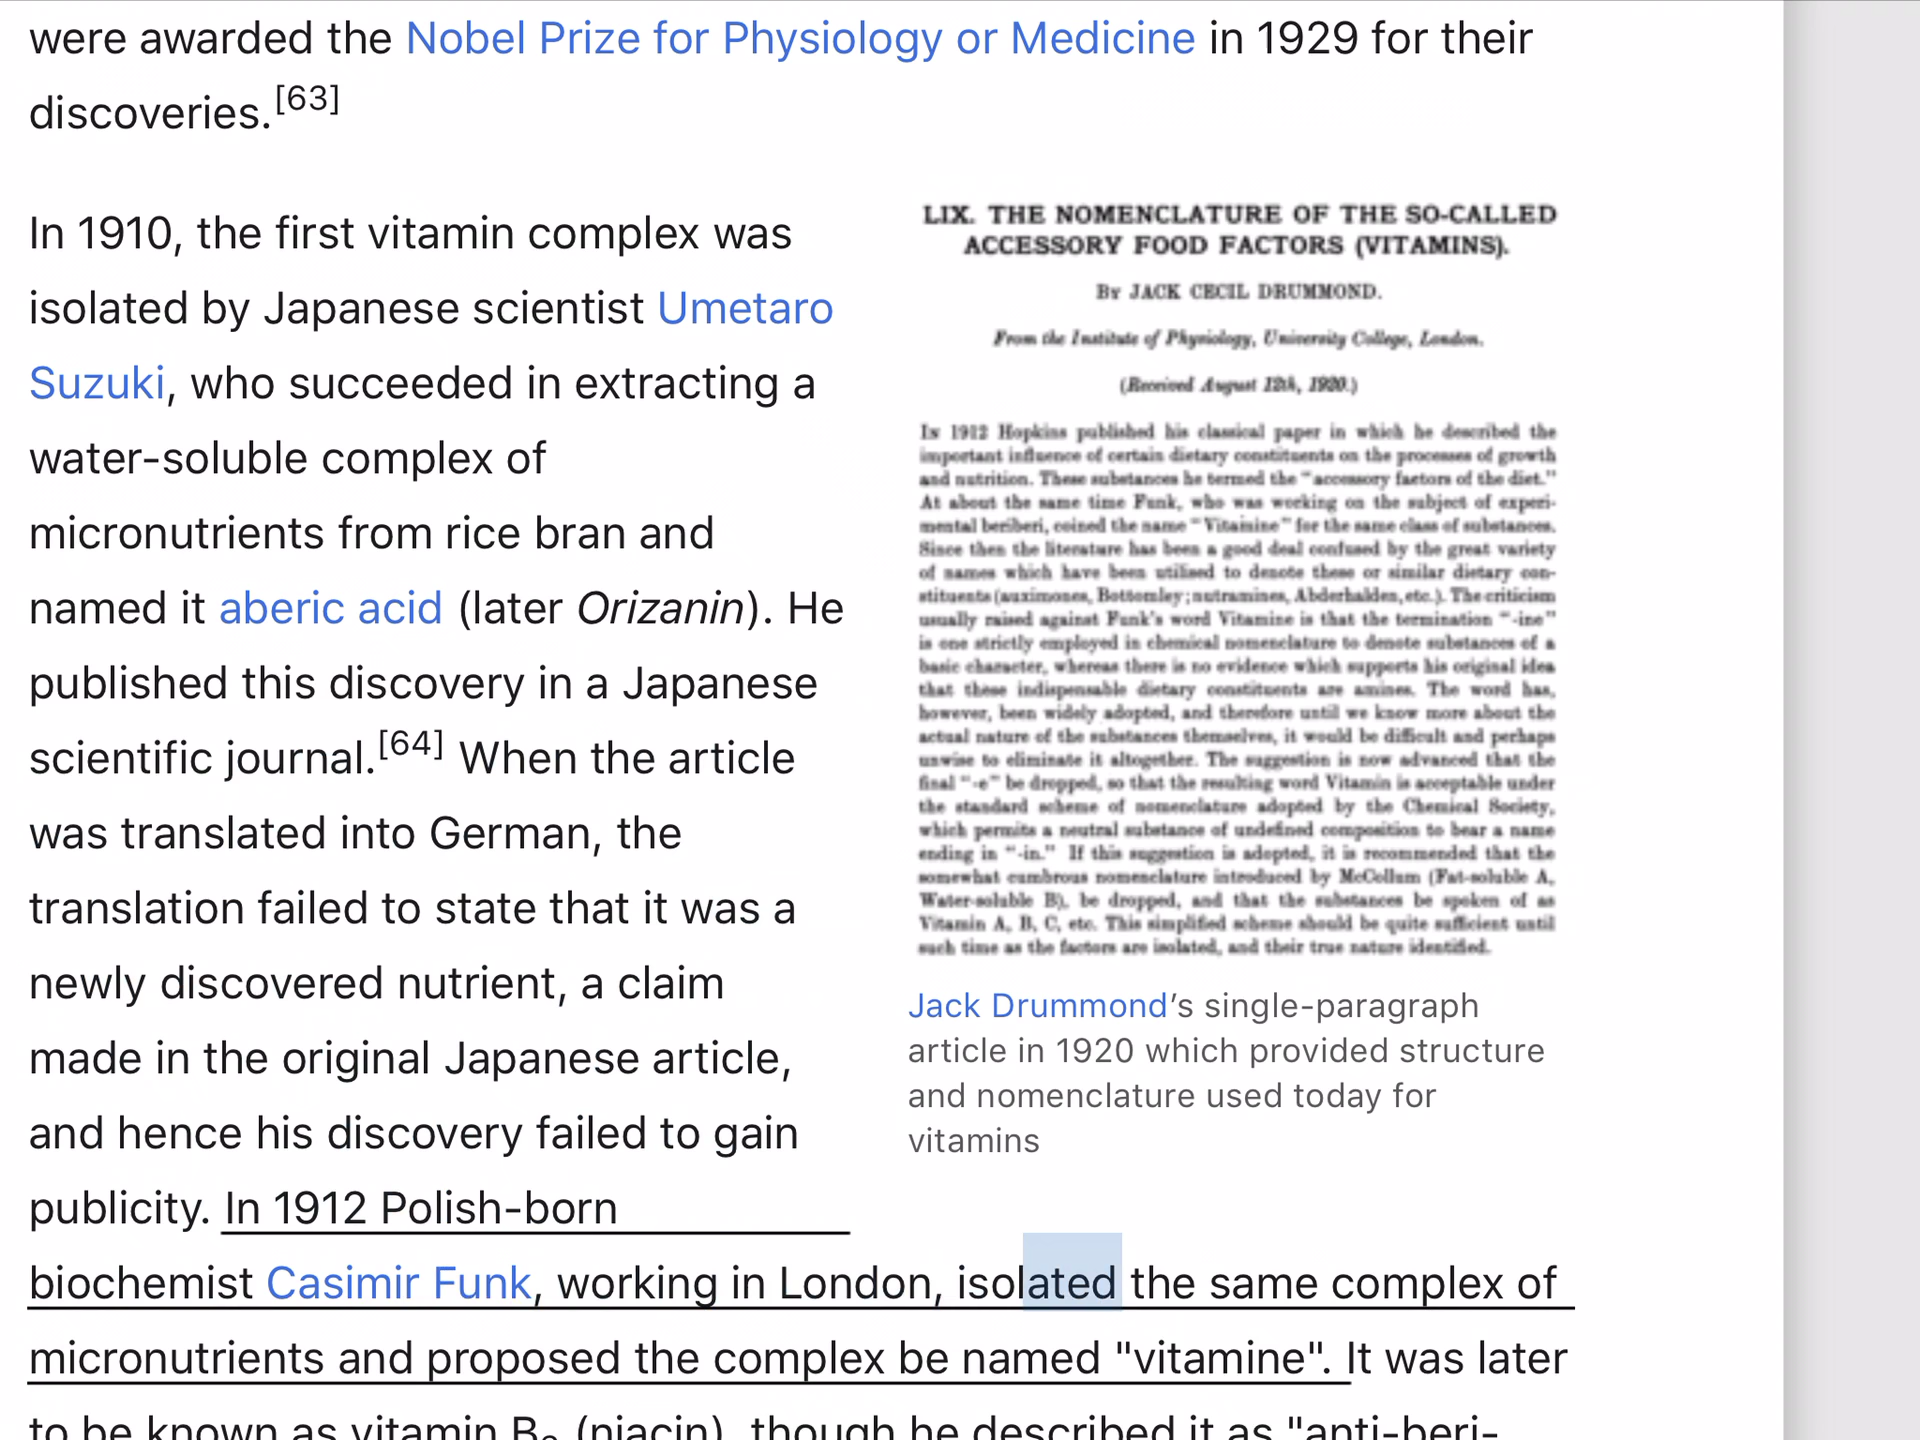 were awarded the Nobel Prize for Physiology or Medicine in 1929 for their
discoveries.[63]
In 1910, the first vitamin complex was
isolated by Japanese scientist Umetaro
Suzuki, who succeeded in extracting a
water-soluble complex of
micronutrients from rice bran and
named it aberic acid (later Orizanin). He
published this discovery in a Japanese
scientific journal.[64] When the article
was translated into German, the
translation failed to state that it was a
newly discovered nutrient, a claim
made in the original Japanese article,
and hence his discovery failed to gain
publicity. In 1912 Polish-born
biochemist Casimir Funk, working in London, isolated the same complex of
micronutrients and proposed the complex be named "vitamine". It was later
to be known as vitamin B3 (niacin), though he described it as "anti-beri-
LIX. THE NOMENCLATURE OF THE SO-CALLED
ACCESSORY FOOD FACTORS (VITAMINS).
By JACK CECIL DRUMMOND.
From the Institute of Physiology, University College, London.
(Received August 12th, 1920.)
In 1912 Hopkins published his classical paper in which he described the
important influence of certain dietary constituents on the processes of growth
and nutrition. These substances he termed the "accessory factors of the diet."
At about the same time Funk, who was working on the subject of experi-
mental beriberi, coined the name "Vitamine" for the same class of substances.
Since then the literature has been a good deal confused by the great variety
of names which have been utilised to denote these or similar dietary con-
stituents (auximones, Bottomley; nutramines, Abderhalden, etc.). The criticism
usually raised against Funk's word Vitamine is that the termination "-ine"
is one strictly employed in chemical nomenclature to denote substances of a
basic character, whereas there is no evidence which supports his original idea
that these indispensable dietary constituents are amines. The word has,
however, been widely adopted, and therefore until we know more about the
actual nature of the substances themselves, it would be difficult and perhaps
unwise to eliminate it altogether. The suggestion is now advanced that the
final "-e" be dropped, so that the resulting word Vitamin is acceptable under
the standard scheme of nomenclature adopted by the Chemical Society,
which permits a neutral substance of undefined composition to bear a name
ending in "-in." If this suggestion is adopted, it is recommended that the
somewhat cumbrous nomenclature introduced by McCollum (Fat-soluble A,
Water-soluble B), be dropped, and that the substances be spoken of as
Vitamin A, B, C, etc. This simplified scheme should be quite sufficient until
such time as the factors are isolated, and their true nature identified.
Jack Drummond's single-paragraph
article in 1920 which provided structure
and nomenclature used today for
vitamins